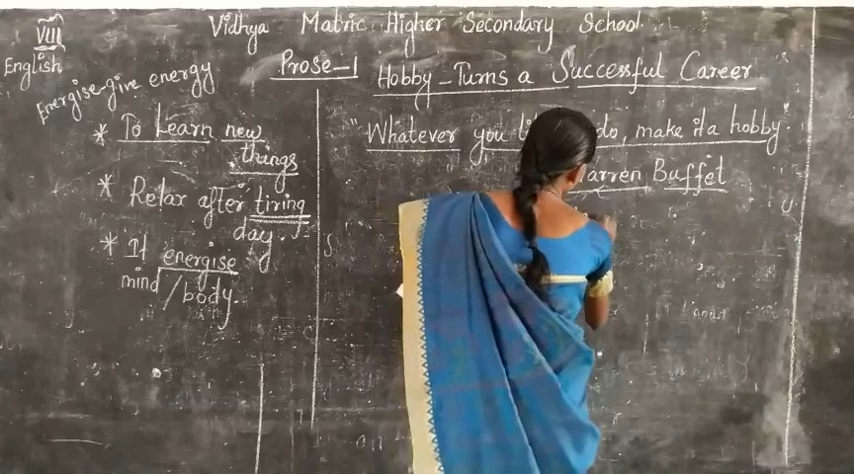 Vidhya Matric Higher Secondary School
VIII
English
Prose-1
Hobby-Turns a Successful Career
Energise-give energy
* To Learn new
things
* Relax after tiring
day.
* It energise
mind/body.
"Whatever you do, make it a hobby"
Warren Buffet